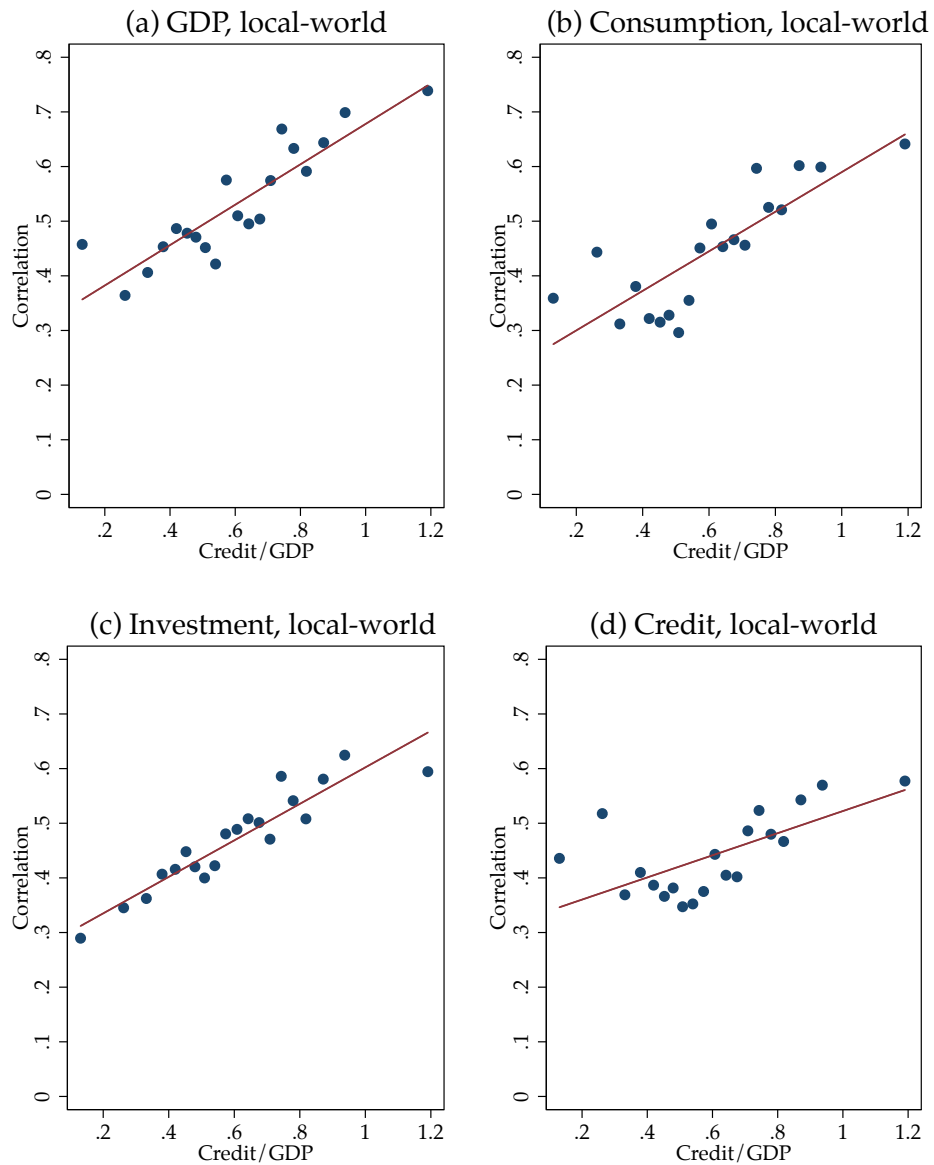 (a) GDP, local-world
.8
.7
.6
.5
.4
.3
.2
.1
0
Correlation
.2 .4 .6 .8 1 1.2
Credit/GDP
(b) Consumption, local-world
.8
.7
.6
.5
.4
.3
.2
.1
0
Correlation
.2 .4 .6 .8 1 1.2
Credit/GDP
(c) Investment, local-world
.8
.7
.6
.5
.4
.3
.2
.1
0
Correlation
.2 .4 .6 .8 1 1.2
Credit/GDP
(d) Credit, local-world
.8
.7
.6
.5
.4
.3
.2
.1
0
Correlation
.2 .4 .6 .8 1 1.2
Credit/GDP